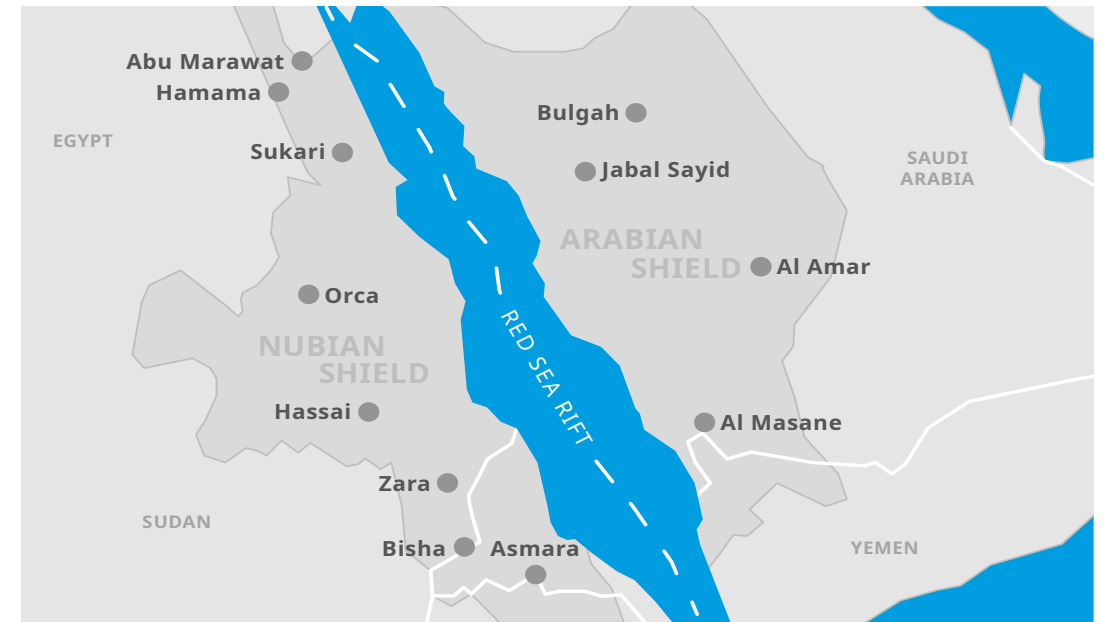 Abu Marawat
Hamama
EGYPT
Sukari
Bulgah
Jabal Sayid
SAUDI
ARABIA
ARABIAN
SHIELD
Al Amar
Orca
NUBIAN
SHIELD
RED SEA RIFT
Hassai
Al Masane
Zara
SUDAN
Bisha
Asmara
YEMEN